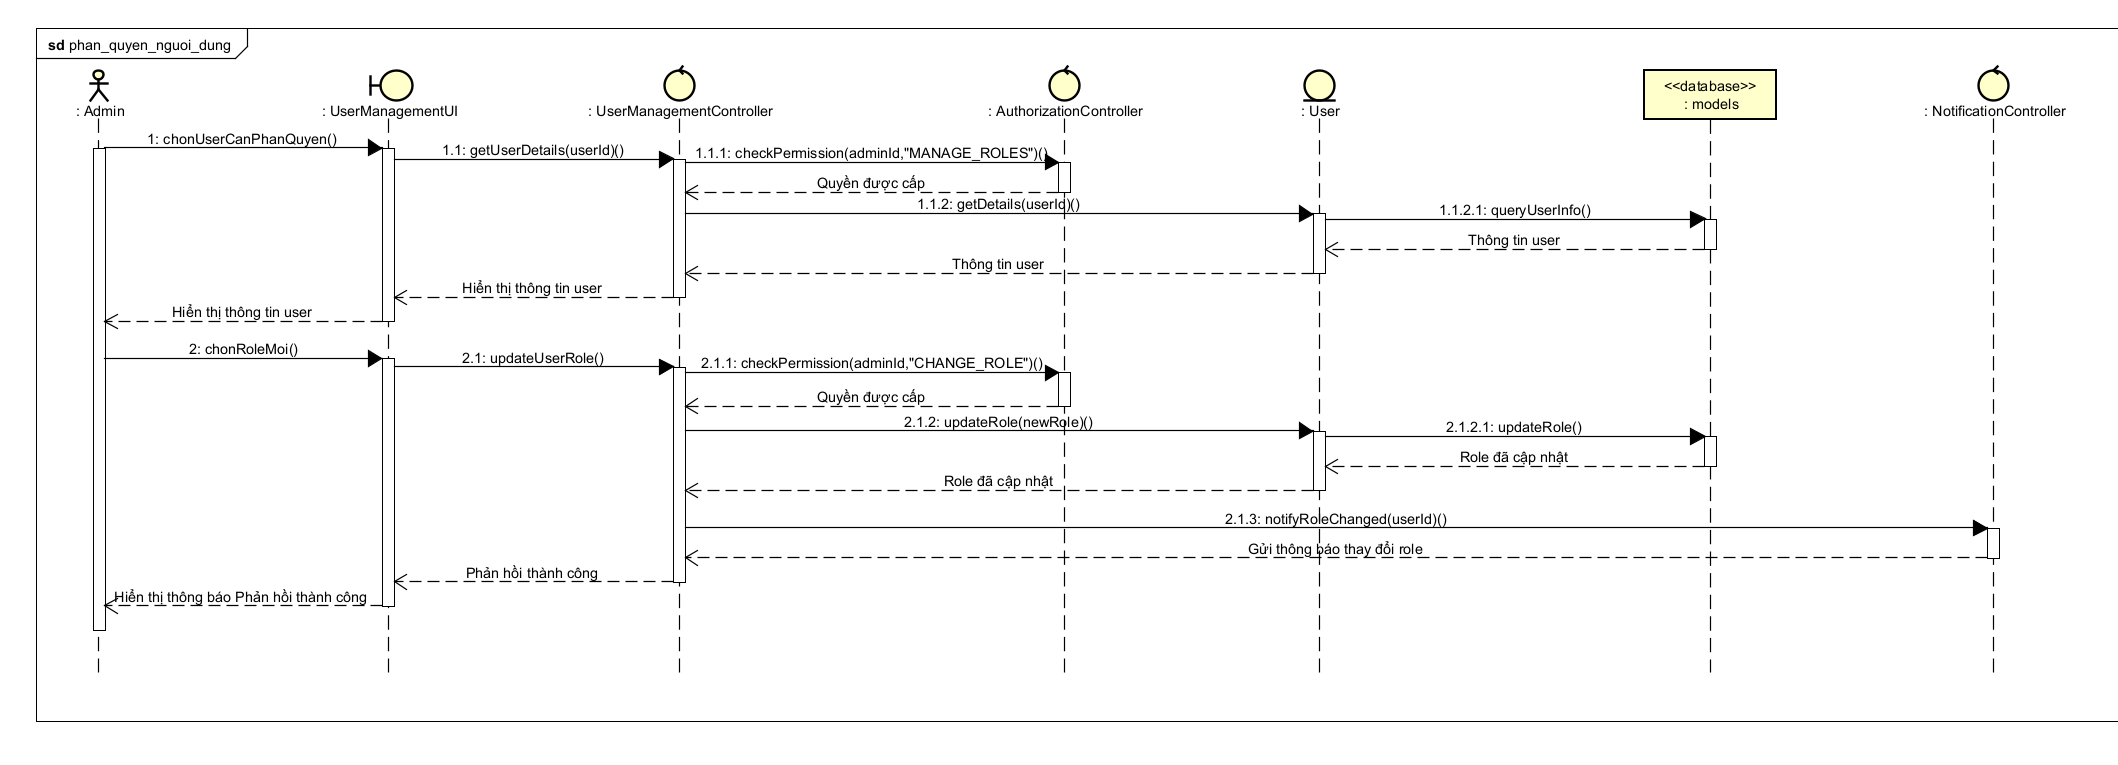 sd phan_quyen_nguoi_dung
: Admin
: UserManagementUI
: UserManagementController
: AuthorizationController
: User
<<database>>
: models
: NotificationController
1: chonUserCanPhanQuyen()
1.1: getUserDetails(userId)()
1.1.1: checkPermission(adminId,"MANAGE_ROLES")()
Quyền được cấp
1.1.2: getDetails(userId)()
1.1.2.1: queryUserInfo()
Thông tin user
Thông tin user
Hiển thị thông tin user
Hiển thị thông tin user
2: chonRoleMoi()
2.1: updateUserRole()
2.1.1: checkPermission(adminId,"CHANGE_ROLE")()
Quyền được cấp
2.1.2: updateRole(newRole)()
2.1.2.1: updateRole()
Role đã cập nhật
Role đã cập nhật
2.1.3: notifyRoleChanged(userId)()
Gửi thông báo thay đổi role
Phản hồi thành công
Hiển thị thông báo Phản hồi thành công